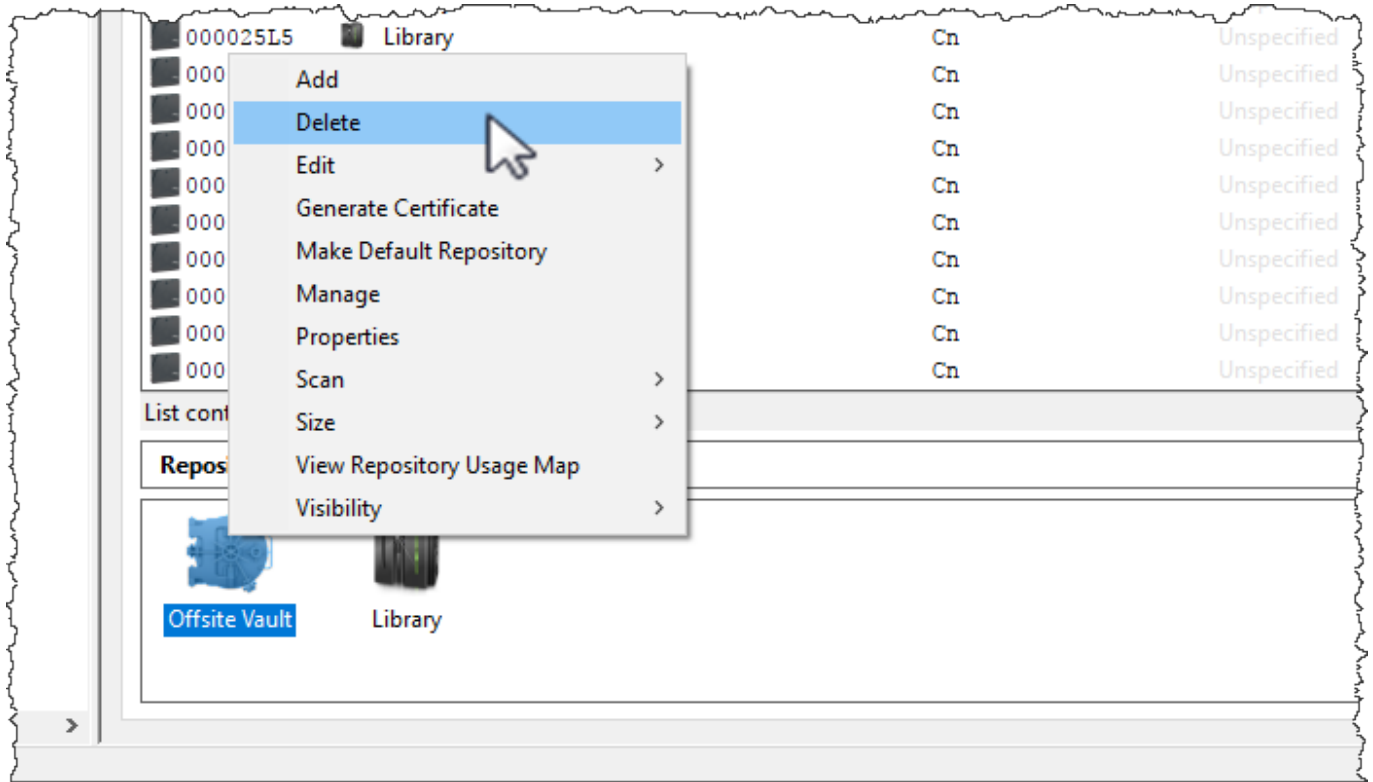 000025L5 Library Cn Unspecified
000 Cn Unspecified
000 Cn Unspecified
000 Cn Unspecified
000 Cn Unspecified
000 Cn Unspecified
000 Cn Unspecified
000 Cn Unspecified
000 Cn Unspecified
000 Cn Unspecified
Add
Delete
Edit
Generate Certificate
Make Default Repository
Manage
Properties
Scan
Size
View Repository Usage Map
Visibility
List cont
Reposi
Offsite Vault Library